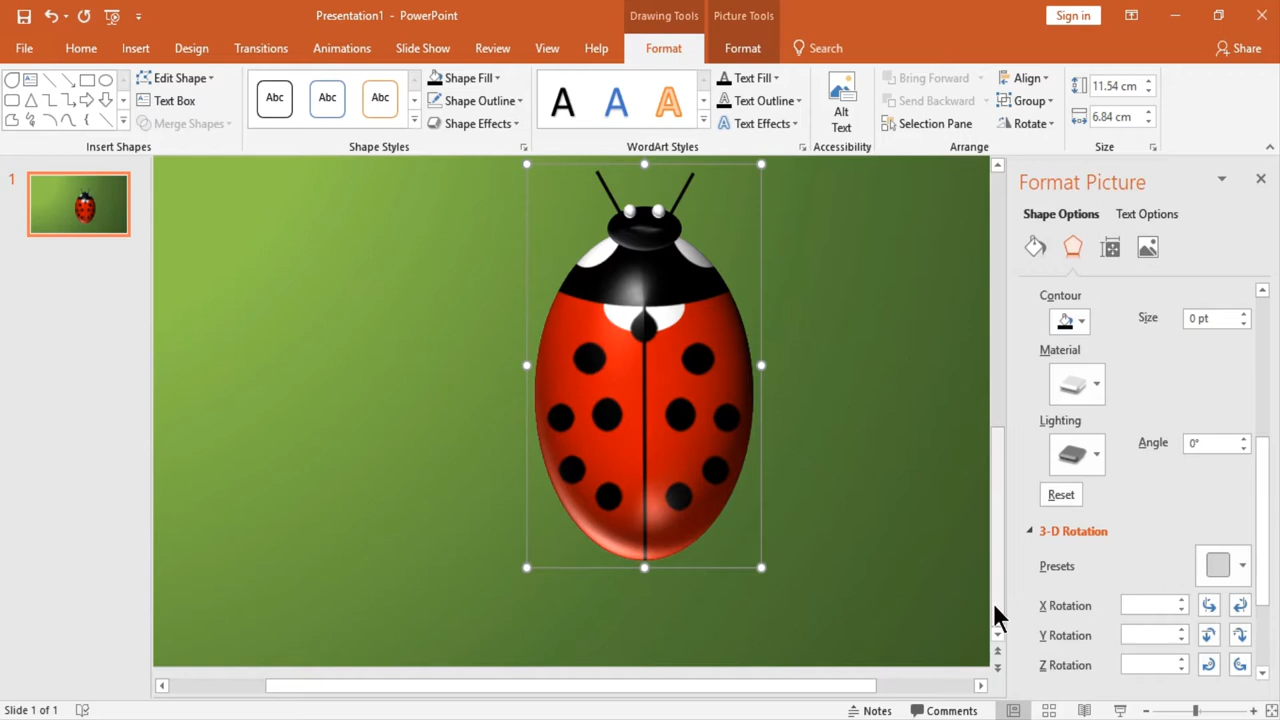 Presentation1 - PowerPoint
Drawing Tools
Picture Tools
Sign in
File
Home
Insert
Design
Transitions
Animations
Slide Show
Review
View
Help
Format
Format
Search
Share
Edit Shape
Text Box
Merge Shapes
Insert Shapes
Abc
Abc
Abc
Shape Fill
Shape Outline
Shape Effects
Shape Styles
A
A
A
Text Fill
Text Outline
Text Effects
WordArt Styles
Alt
Text
Accessibility
Bring Forward
Send Backward
Selection Pane
Align
Group
Rotate
Arrange
11.54 cm
6.84 cm
Size
1
Format Picture
Shape Options
Text Options
Contour
Size
0 pt
Material
Lighting
Angle
0°
Reset
3-D Rotation
Presets
X Rotation
Y Rotation
Z Rotation
Slide 1 of 1
Notes
Comments